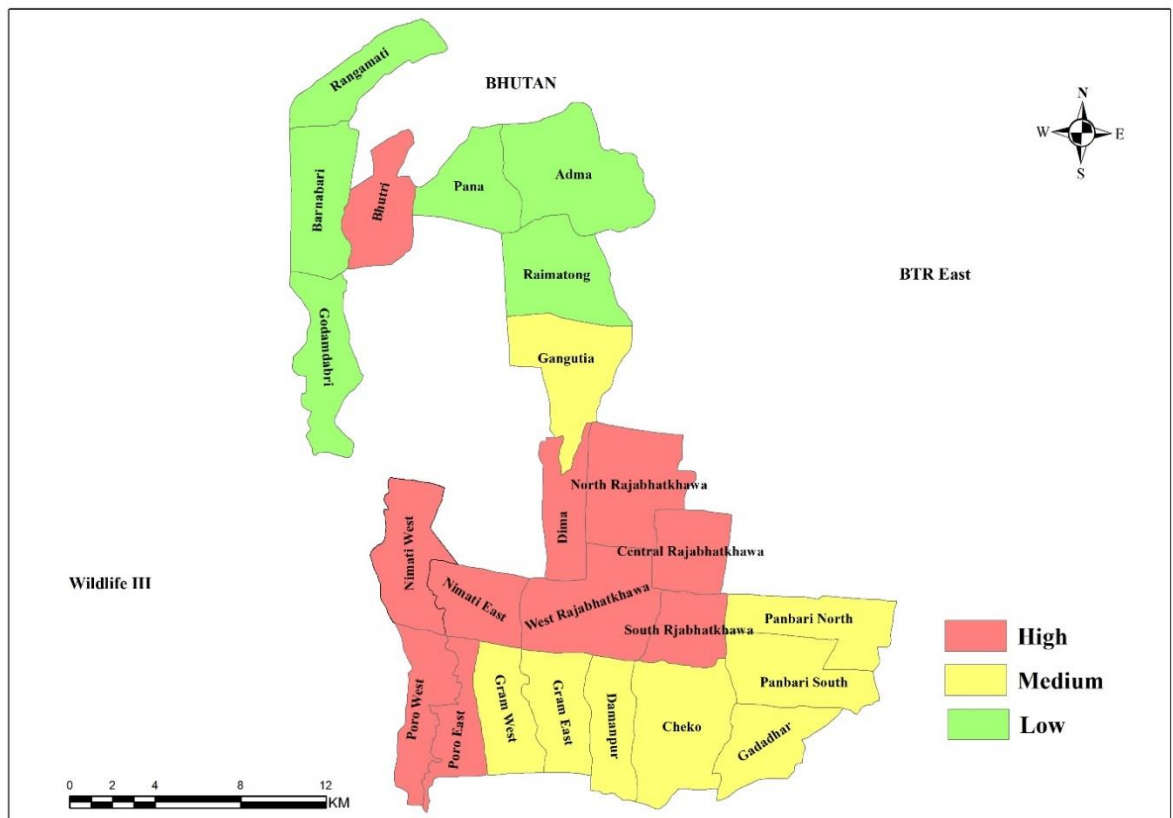 Rangamati
BHUTAN
N
W E
S
Barnabari
Bhutri
Pana
Adma
Raimatong
BTR East
Godamdabri
Gangutia
North Rajabhatkhawa
Dima
Central Rajabhatkhawa
Nimati West
Wildlife III
Nimati East
West Rajabhatkhawa
South Rjabhatkhawa
Panbari North
High
Panbari South
Medium
Poro West
Poro East
Gram West
Gram East
Damanpur
Cheko
Gadadhar
Low
0 2 4 8 12
KM